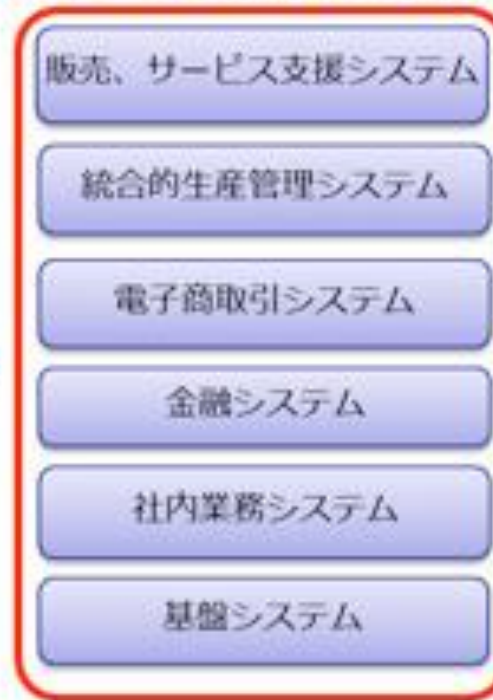 販売、サービス支援システム
統合的生産管理システム
電子商取引システム
金融システム
社内業務システム
基盤システム